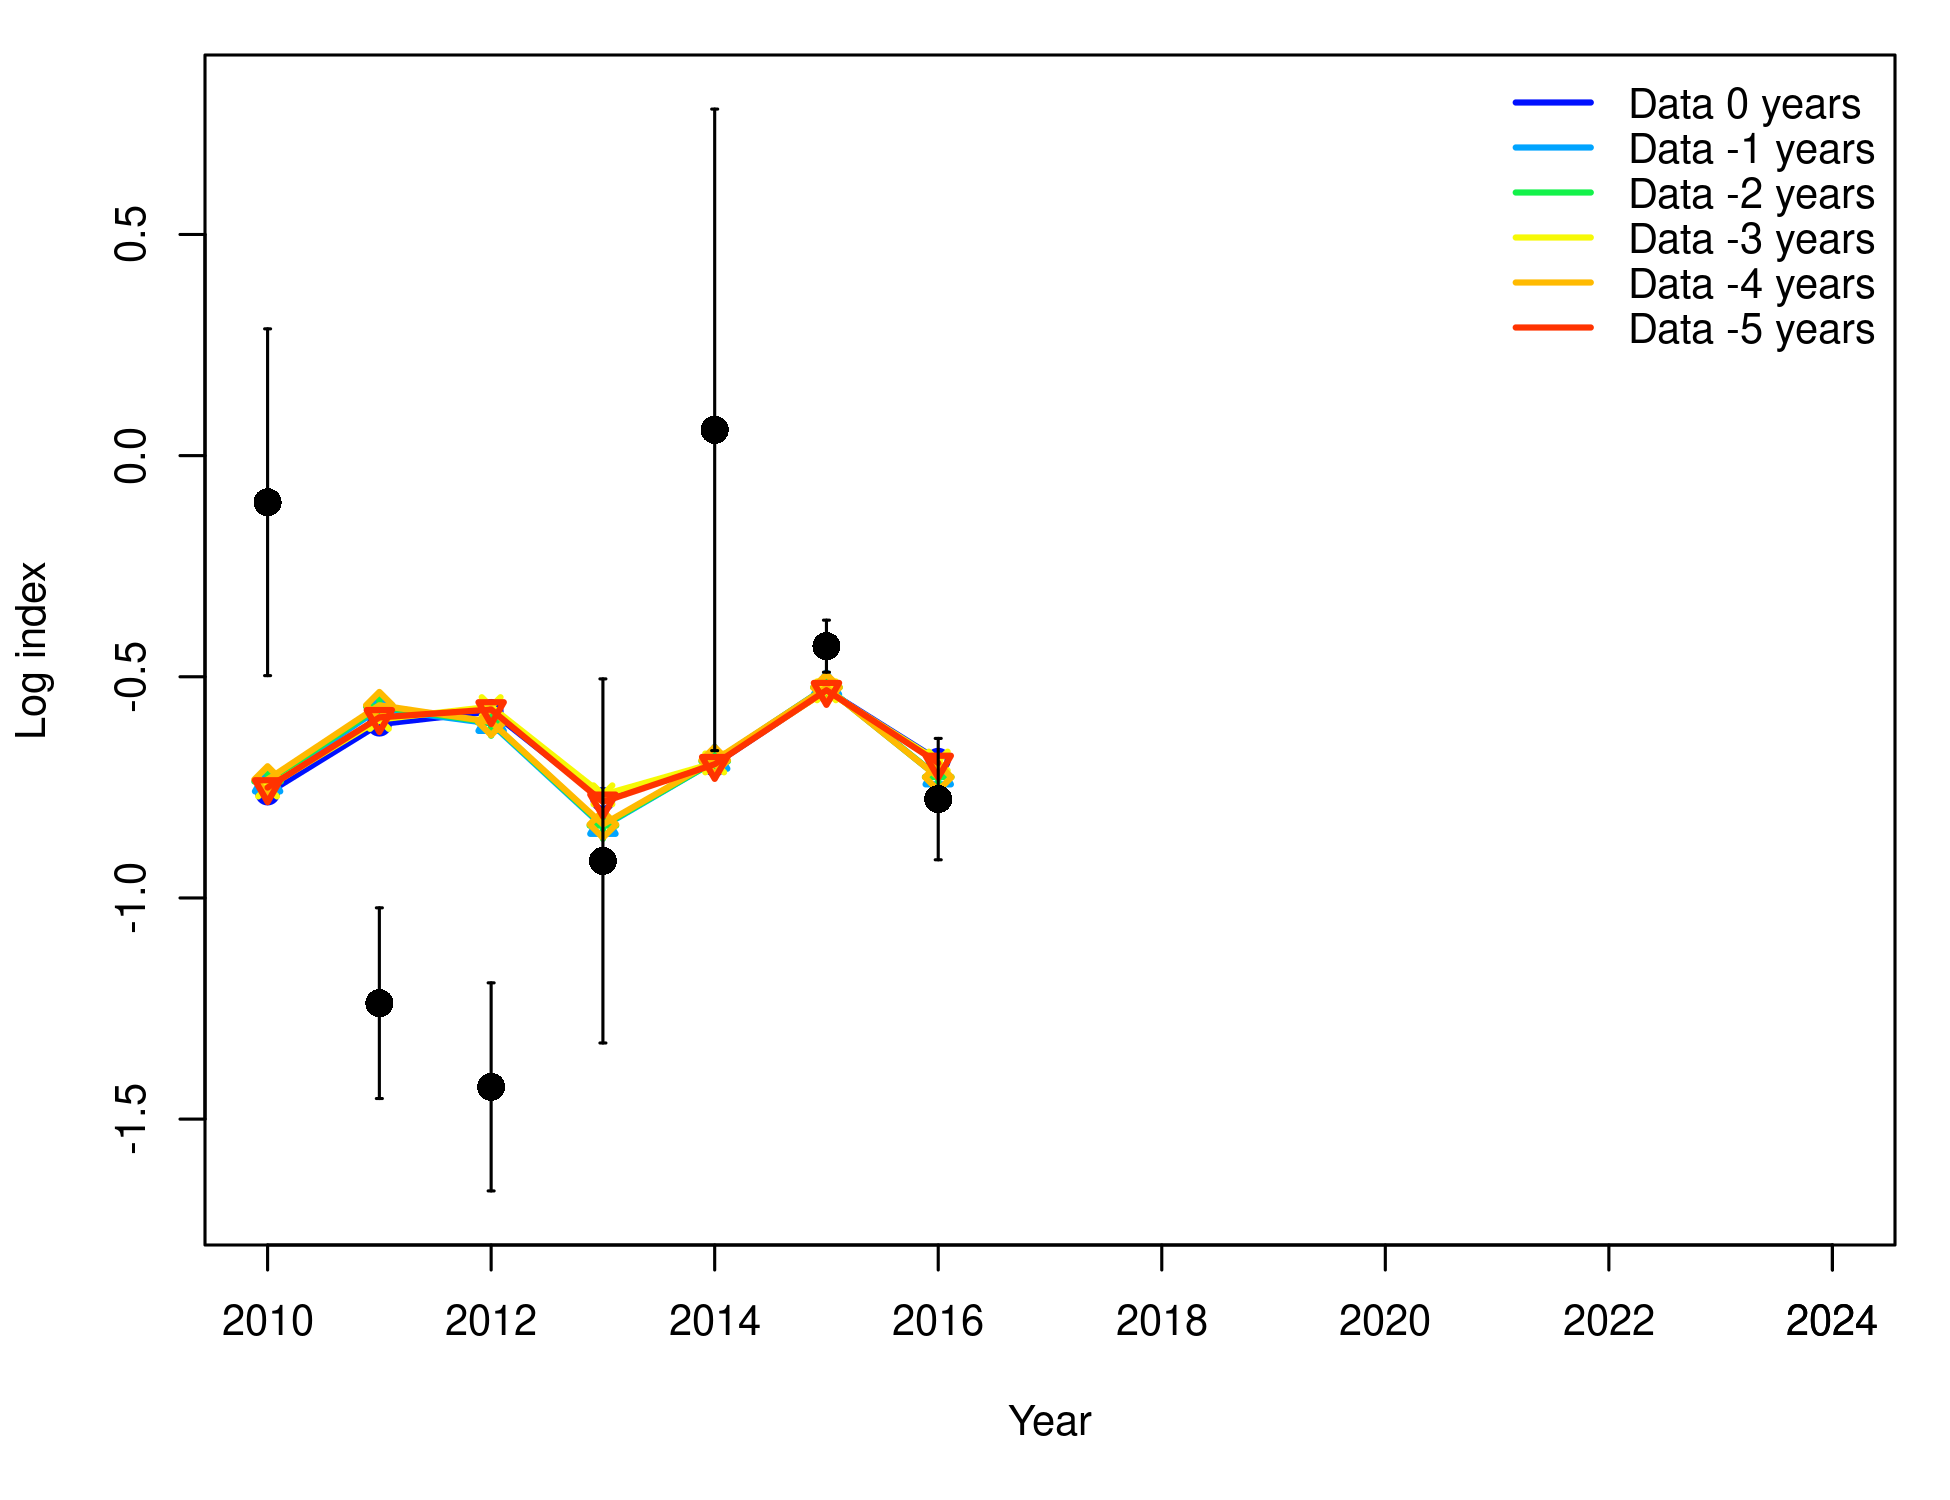 Data 0 years
Data -1 years
Data -2 years
Data -3 years
Data -4 years
Data -5 years
0.5
0.0
-0.5
-1.0
-1.5
Log index
2010 2012 2014 2016 2018 2020 2022 2024
Year